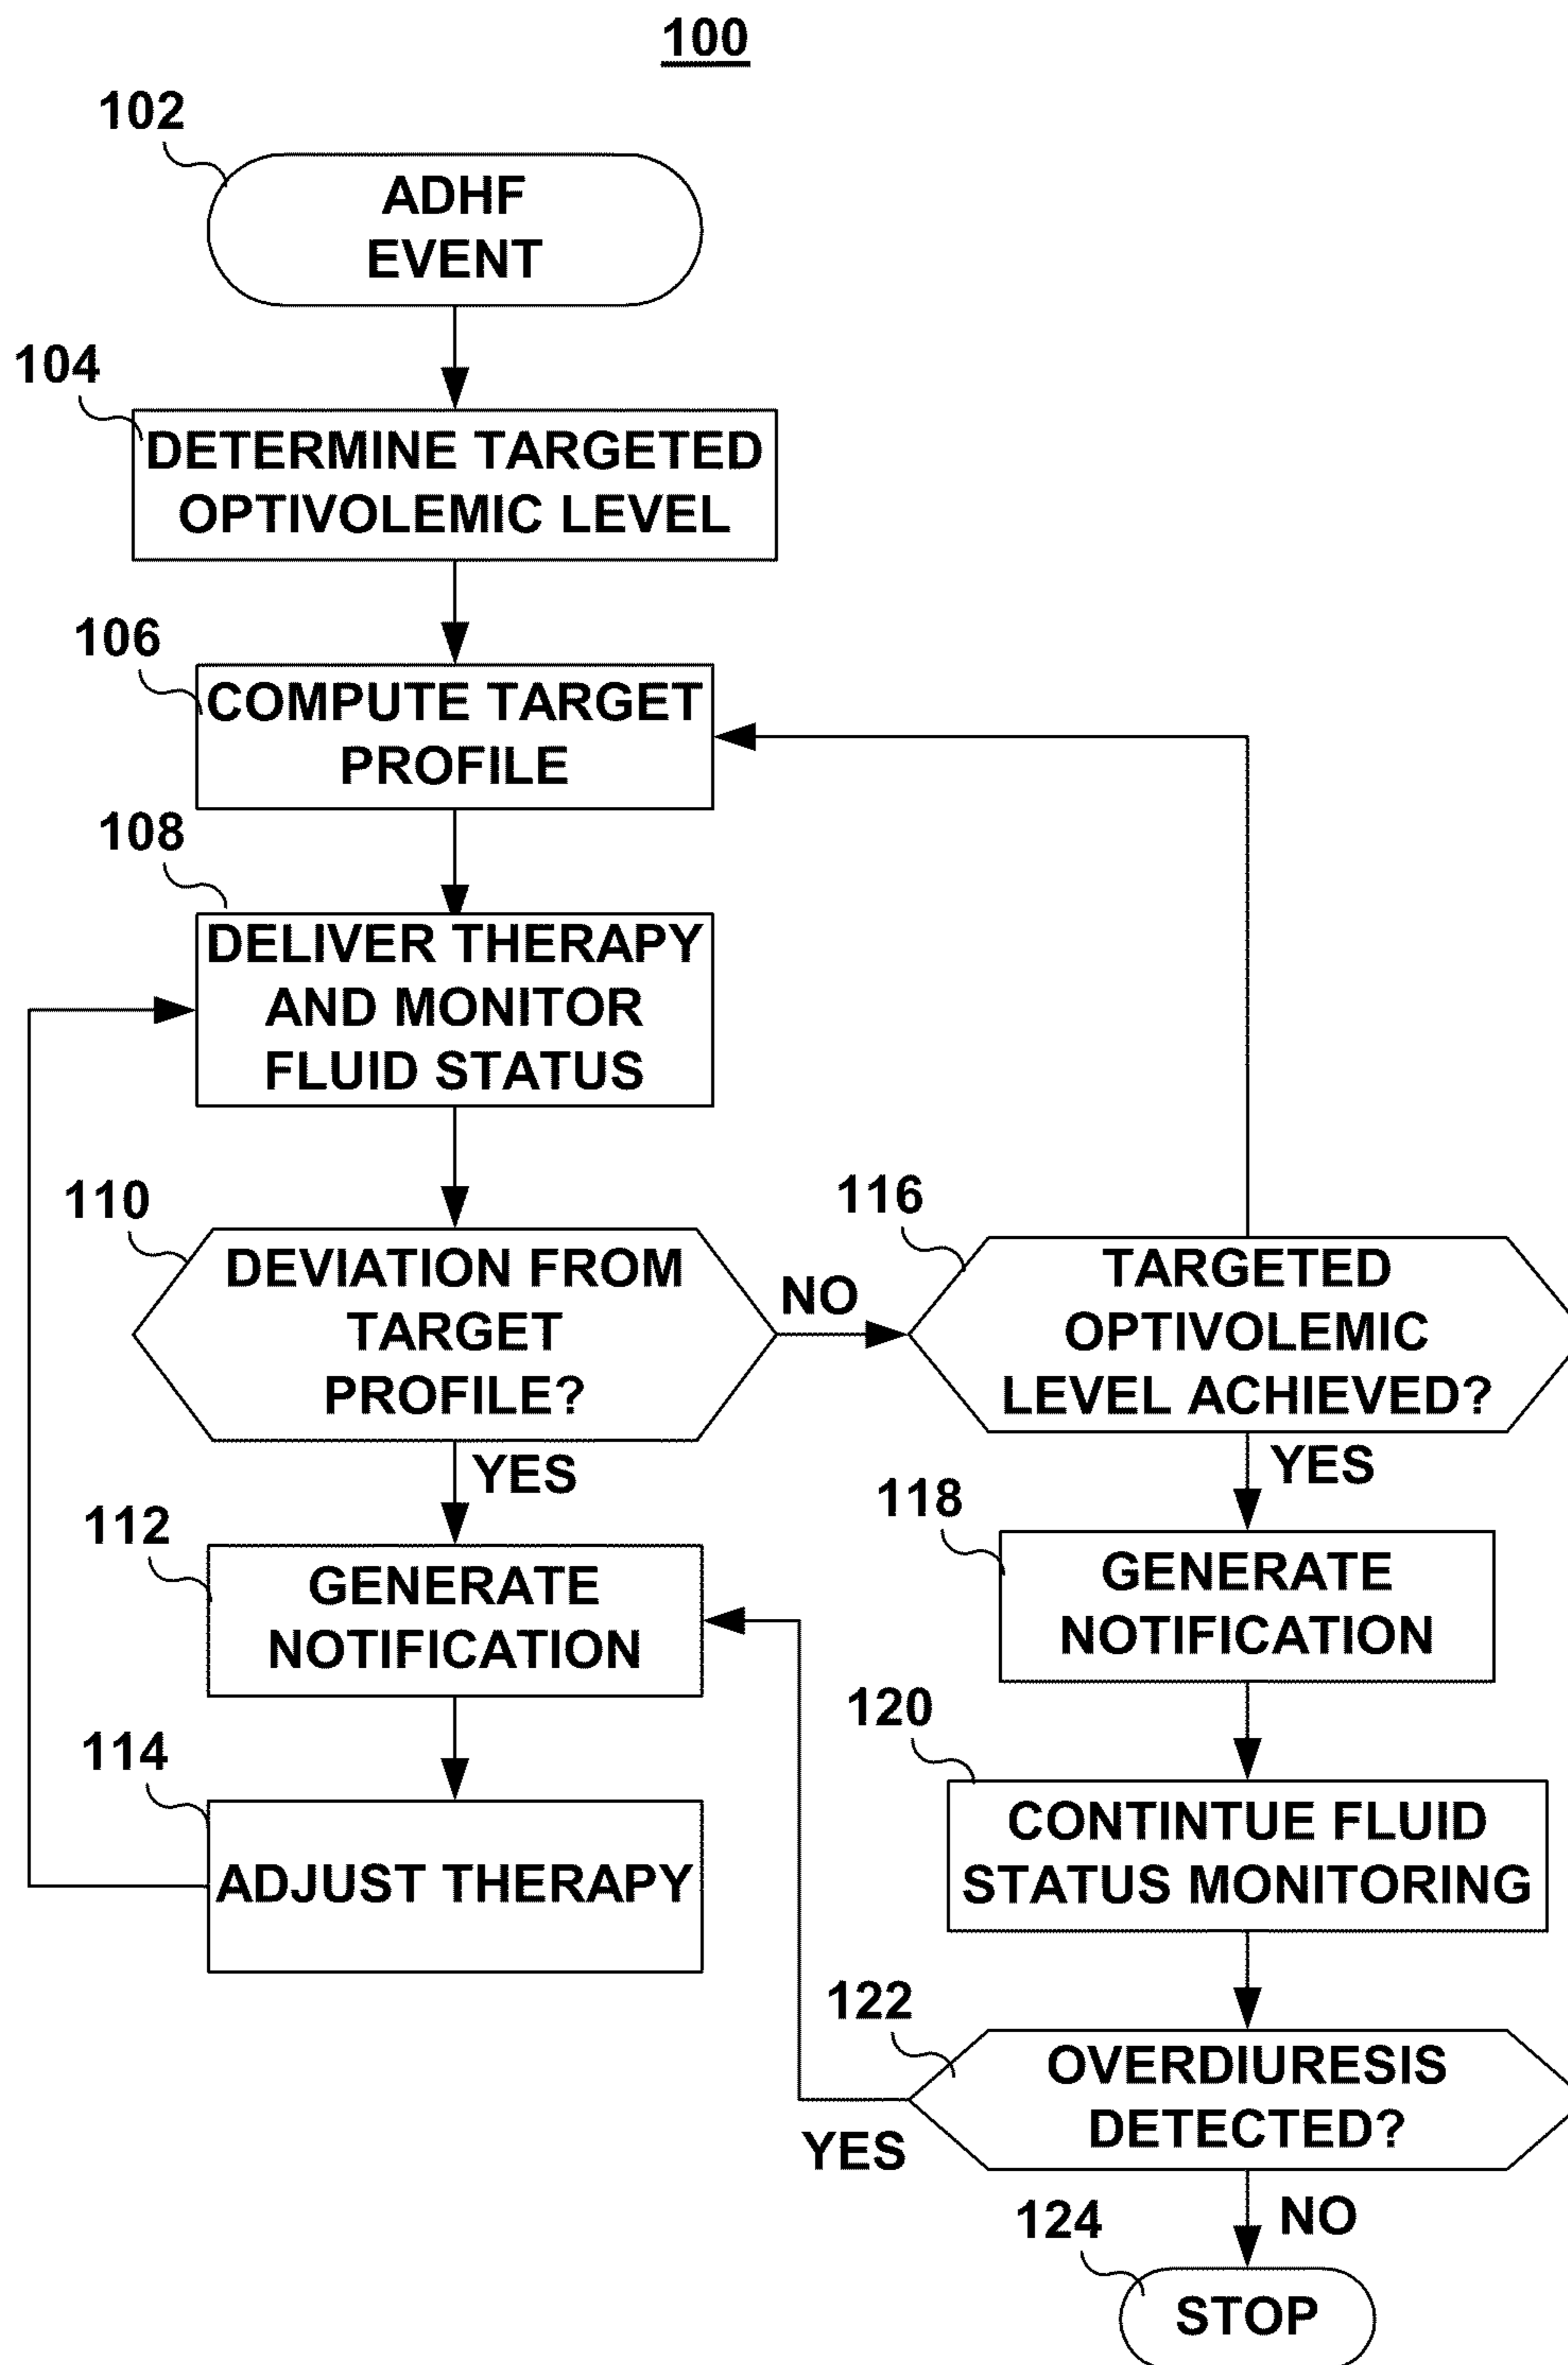 100
102
ADHF
EVENT
104
DETERMINE TARGETED
OPTIVOLEMIC LEVEL
106
COMPUTE TARGET
PROFILE
108
DELIVER THERAPY
AND MONITOR
FLUID STATUS
110
DEVIATION FROM
TARGET
PROFILE?
NO
YES
112
GENERATE
NOTIFICATION
114
ADJUST THERAPY
116
TARGETED
OPTIVOLEMIC
LEVEL ACHIEVED?
YES
118
GENERATE
NOTIFICATION
120
CONTINTUE FLUID
STATUS MONITORING
122
OVERDIURESIS
DETECTED?
YES
NO
124
STOP